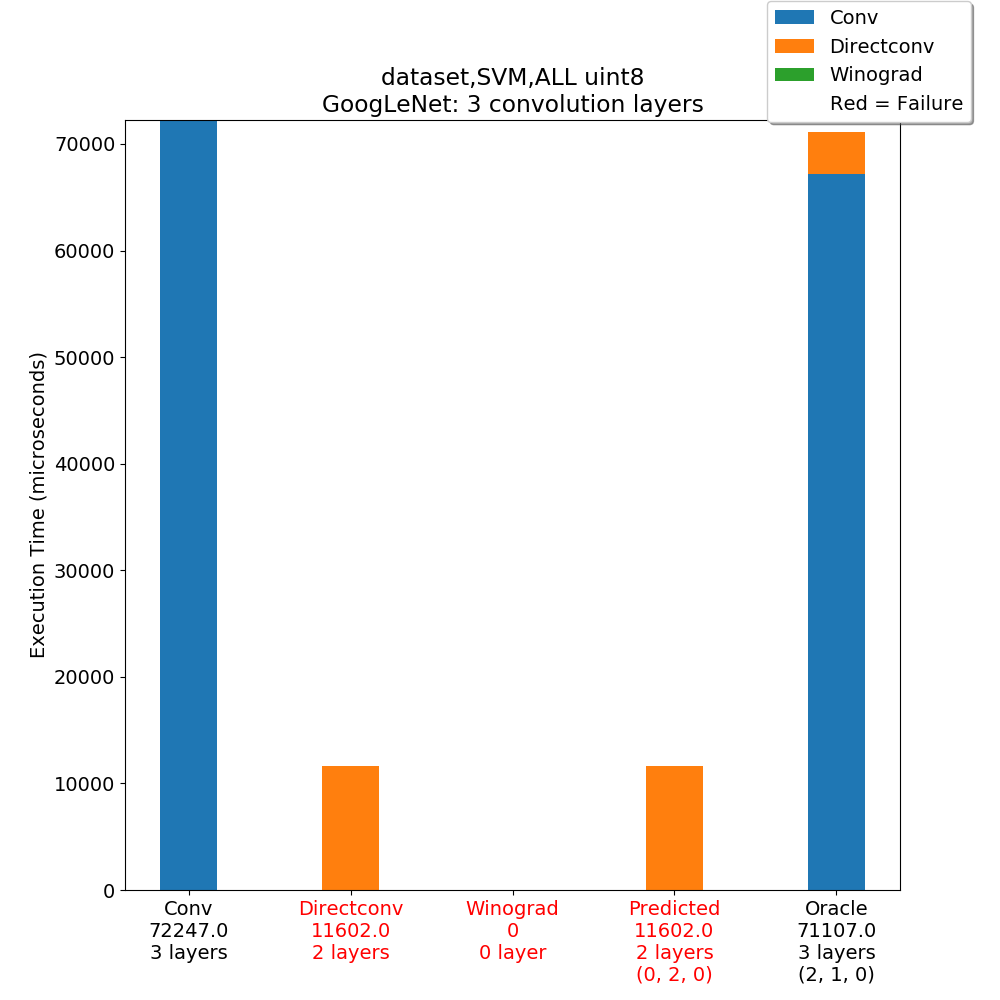 Conv
Directconv
Winograd
Red = Failure
dataset,SVM,ALL uint8
GoogLeNet: 3 convolution layers
Execution Time (microseconds)
70000
60000
50000
40000
30000
20000
10000
0
Conv
72247.0
3 layers
Directconv
11602.0
2 layers
Winograd
0
0 layer
Predicted
11602.0
2 layers
(0, 2, 0)
Oracle
71107.0
3 layers
(2, 1, 0)